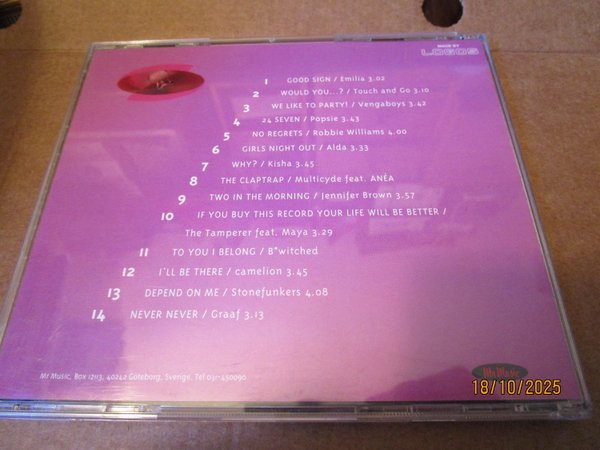 MADE BY
LOGOS
1 GOOD SIGN / Emilia 3.02
2 WOULD YOU...? / Touch and Go 3.10
3 WE LIKE TO PARTY! / Vengaboys 3.42
4 24 SEVEN / Popsie 3.43
5 NO REGRETS / Robbie Williams 4.00
6 GIRLS NIGHT OUT / Alda 3.33
7 WHY? / Kisha 3.45
8 THE CLAPTRAP / Multicyde feat. ANÉA
9 TWO IN THE MORNING / Jennifer Brown 3.57
10 IF YOU BUY THIS RECORD YOUR LIFE WILL BE BETTER /
The Tamperer feat. Maya 3.29
11 TO YOU I BELONG / B*witched
12 I'LL BE THERE / camelion 3.45
13 DEPEND ON ME / Stonefunkers 4.08
14 NEVER NEVER / Graaf 3.13
Mr Music, Box 12113, 40242 Göteborg, Sverige. Tel 031-450090
Mr Music
18/10/2025